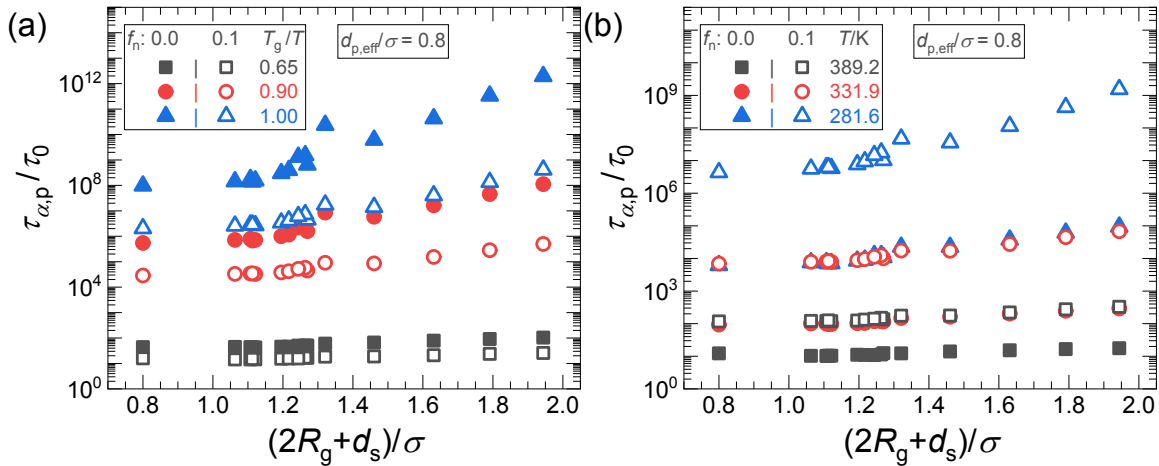 (a)
f_n: 0.0 0.1 T_g/T
0.65
0.90
1.00
d_p,eff/σ = 0.8
10^12
10^8
10^4
10^0
τ_α,p/τ_0
0.8 1.0 1.2 1.4 1.6 1.8 2.0
(2R_g+d_s)/σ
(b)
f_n: 0.0 0.1 T/K
389.2
331.9
281.6
d_p,eff/σ = 0.8
10^9
10^6
10^3
10^0
τ_α,p/τ_0
0.8 1.0 1.2 1.4 1.6 1.8 2.0
(2R_g+d_s)/σ